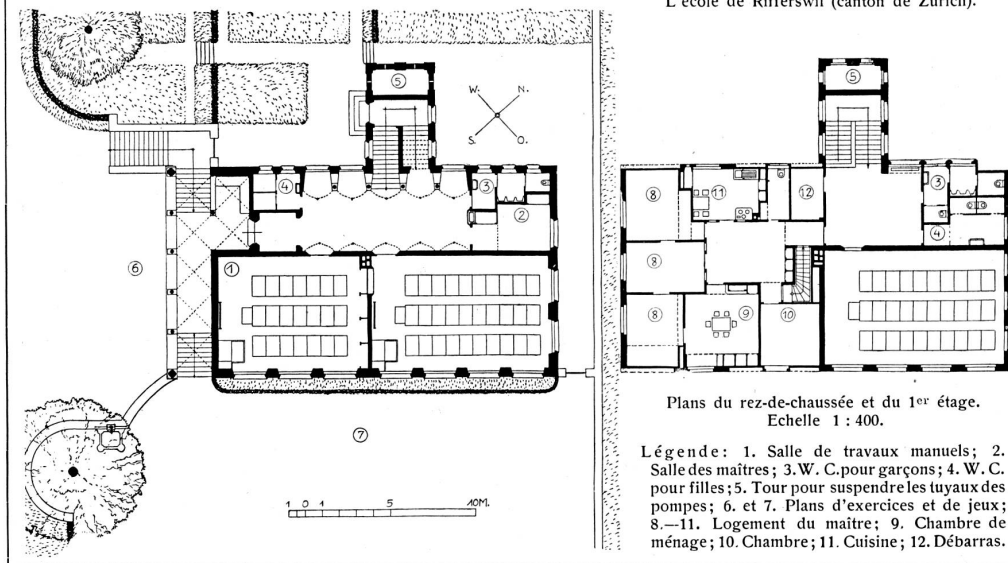 L'école de Rifferswil (canton de Zurich).
5
W. N.
S. O.
4
3
2
6
1
7
1 0 1 5 10M.
5
8
11
12
3
4
8
8
9
10
Plans du rez-de-chaussée et du 1er étage.
Echelle 1 : 400.
Légende: 1. Salle de travaux manuels; 2.
Salle des maîtres; 3. W. C. pour garçons; 4. W. C.
pour filles; 5. Tour pour suspendre les tuyaux des
pompes; 6. et 7. Plans d'exercices et de jeux;
8.—11. Logement du maître; 9. Chambre de
ménage; 10. Chambre; 11. Cuisine; 12. Débarras.